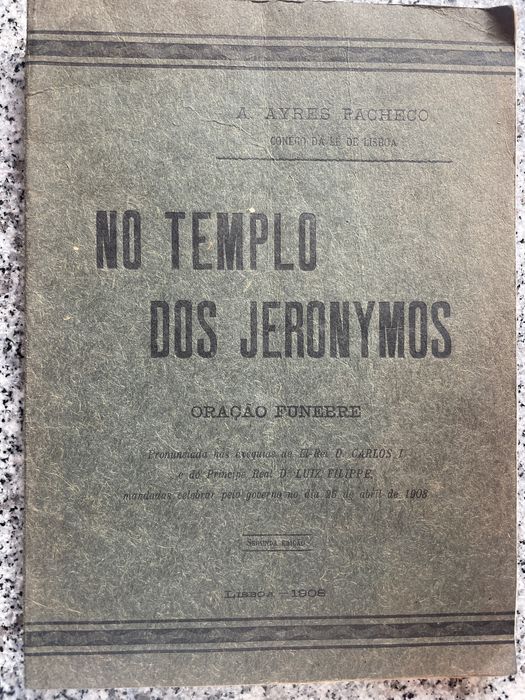 A. AYRES PACHECO
CONEGO DA SÉ DE LISBOA
NO TEMPLO
DOS JERONYMOS
ORAÇÃO FUNEBRE
Pronunciada nas exequias de El-Rei D. CARLOS I.
e do Principe Real D. LUIZ FILIPPE,
mandadas celebrar pelo governo no dia 25 de abril de 1908
SEGUNDA EDIÇÃO
LISBOA — 1908